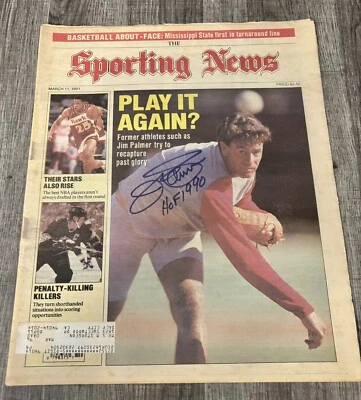 BASKETBALL ABOUT-FACE: Mississippi State first in turnaround line
THE
Sporting News
MARCH 11, 1991
PLAY IT
AGAIN?
Former athletes such as
Jim Palmer try to
recapture
past glory
HOF 1990
Hawks
25
THEIR STARS
ALSO RISE
The best NBA players aren't
always drafted in the first round
PENALTY-KILLING
KILLERS
They turn shorthanded
situations into scoring
opportunities